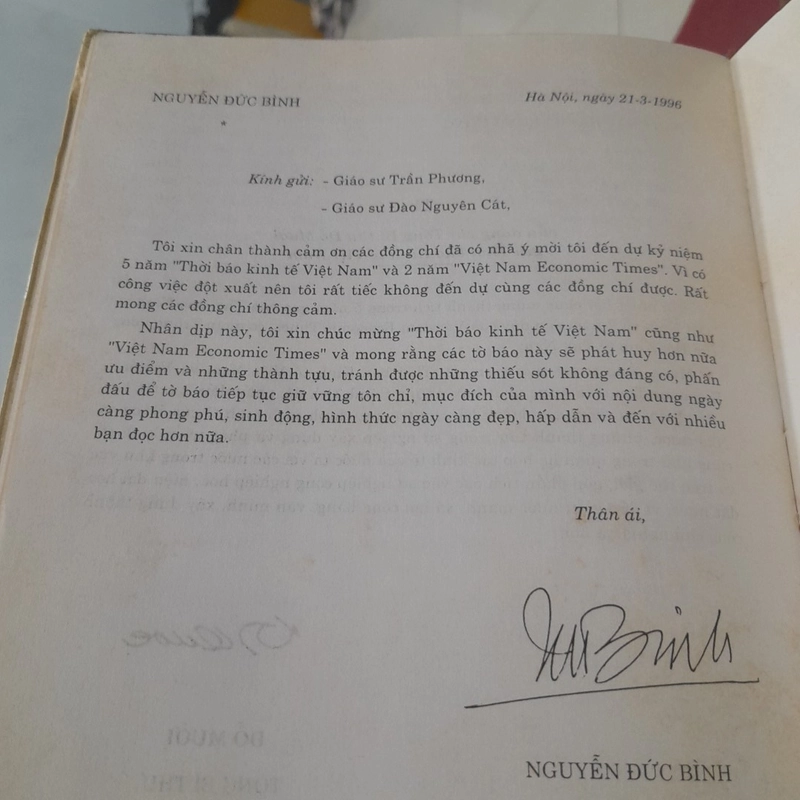 NGUYỄN ĐỨC BÌNH
Hà Nội, ngày 21-3-1996
*
Kính gửi: - Giáo sư Trần Phương,
- Giáo sư Đào Nguyên Cát,
Tôi xin chân thành cảm ơn các đồng chí đã có nhã ý mời tôi đến dự kỷ niệm
5 năm "Thời báo kinh tế Việt Nam" và 2 năm "Việt Nam Economic Times". Vì có
công việc đột xuất nên tôi rất tiếc không đến dự cùng các đồng chí được. Rất
mong các đồng chí thông cảm.
Nhân dịp này, tôi xin chúc mừng "Thời báo kinh tế Việt Nam" cũng như
"Việt Nam Economic Times" và mong rằng các tờ báo này sẽ phát huy hơn nữa
ưu điểm và những thành tựu, tránh được những thiếu sót không đáng có, phấn
đấu để tờ báo tiếp tục giữ vững tôn chỉ, mục đích của mình với nội dung ngày
càng phong phú, sinh động, hình thức ngày càng đẹp, hấp dẫn và đến với nhiều
bạn đọc hơn nữa.
Thân ái,
Bình
NGUYỄN ĐỨC BÌNH
ĐỖ MƯỜI
TỔNG BÍ THƯ